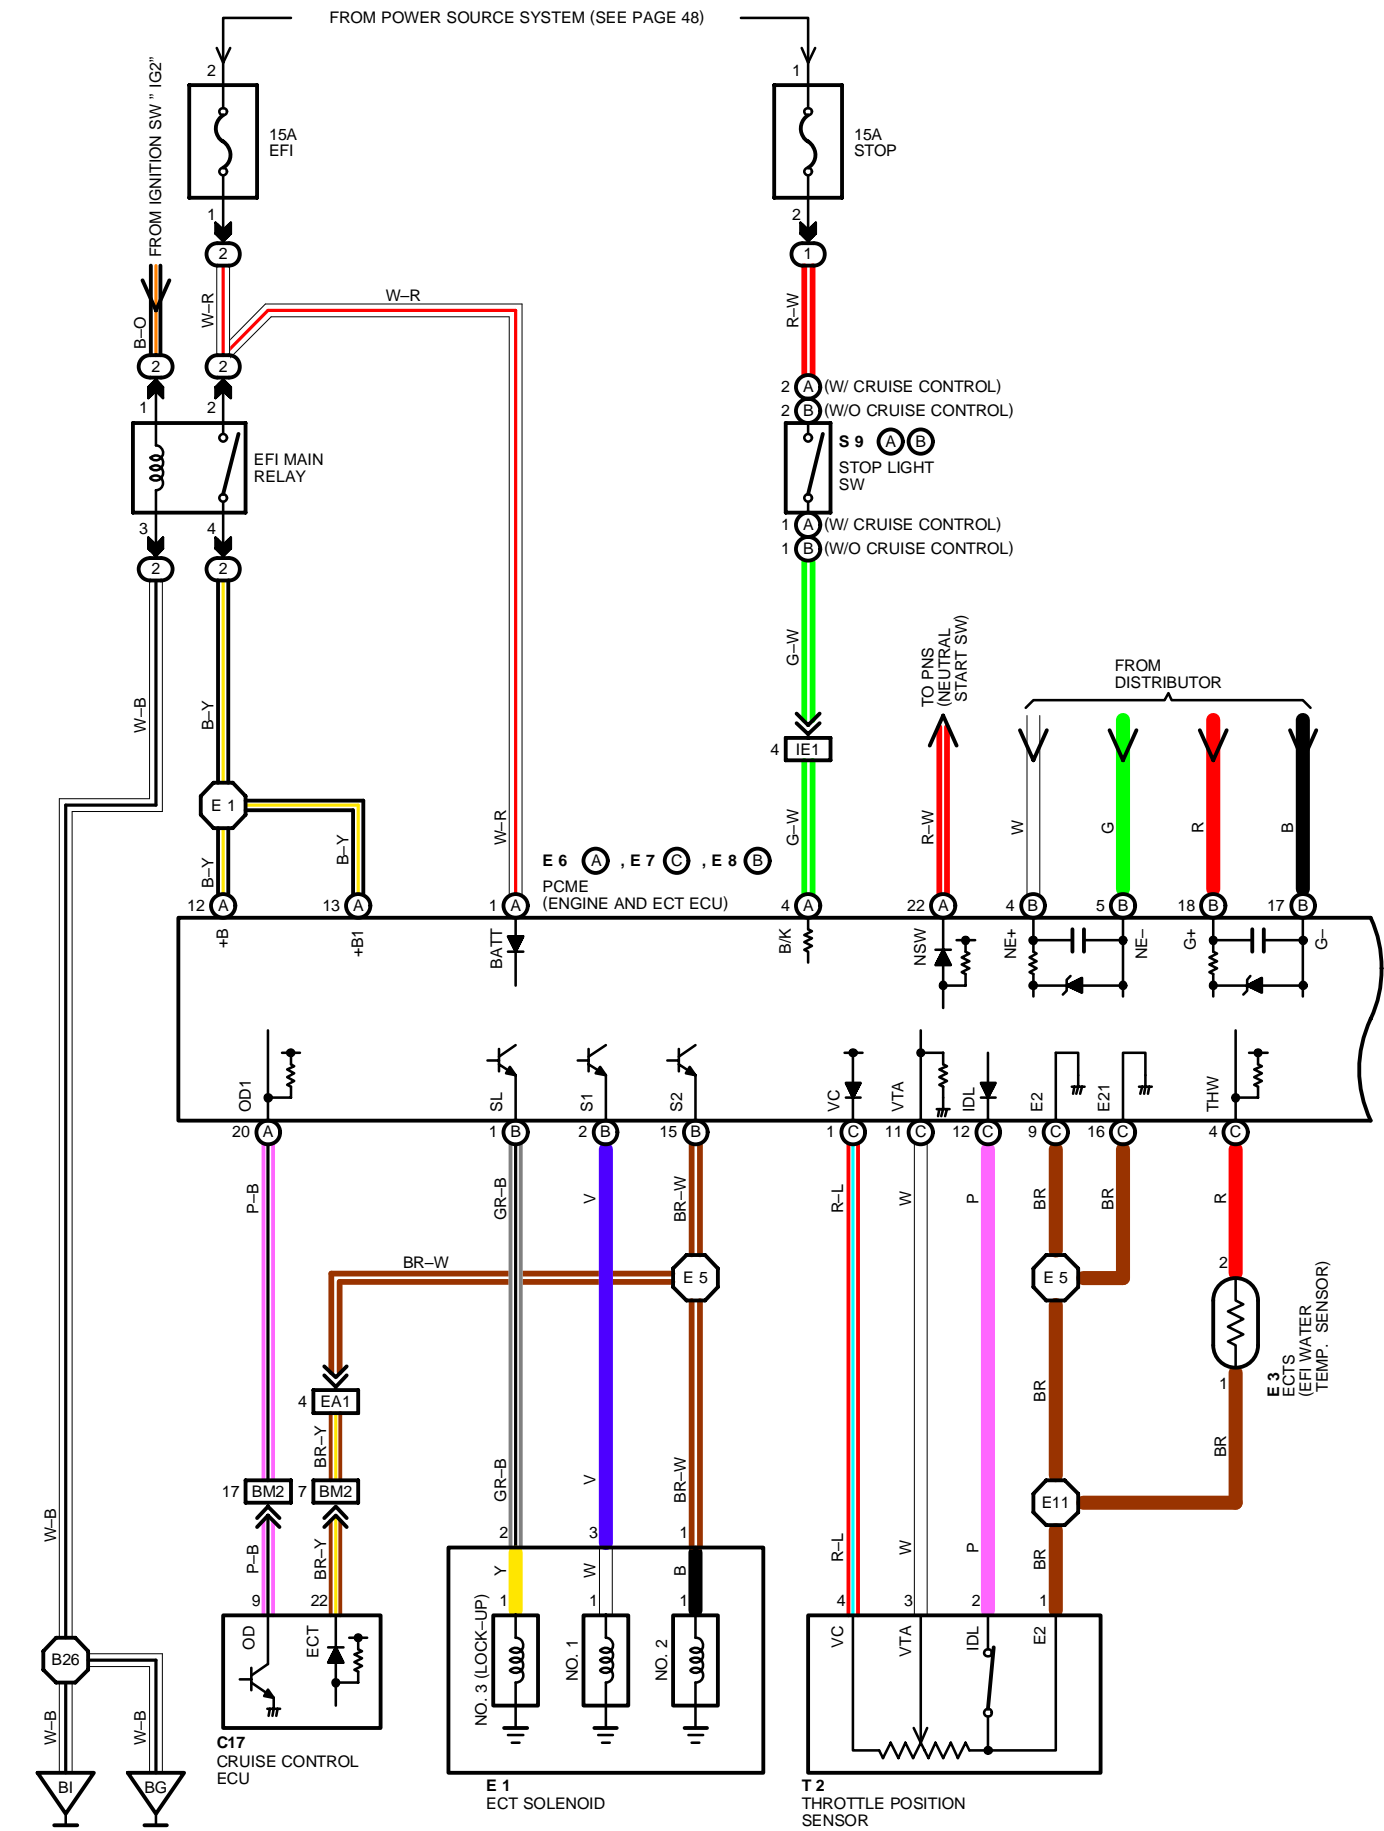 FROM POWER SOURCE SYSTEM (SEE PAGE 48)
FROM IGNITION SW " IG2"
2
1
15A
EFI
15A
STOP
1
2
2
1
B–O
W–R
W–R
R–W
2
2
2 A (W/ CRUISE CONTROL)
2 B (W/O CRUISE CONTROL)
1
2
EFI MAIN
RELAY
S 9 A B
STOP LIGHT
SW
3
4
1 A (W/ CRUISE CONTROL)
1 B (W/O CRUISE CONTROL)
2
2
W–B
B–Y
G–W
TO PNS
(NEUTRAL
START SW)
FROM
DISTRIBUTOR
4 IE1
E 1
B–Y
B–Y
W–R
G–W
R–W
W
G
R
B
E 6 A , E 7 C , E 8 B
PCME
(ENGINE AND ECT ECU)
12 A
13 A
1 A
4 A
22 A
4 B
5 B
18 B
17 B
+B
+B1
BATT
B/K
NSW
NE+
NE–
G+
G–
OD1
SL
S1
S2
VC
VTA
IDL
E2
E21
THW
20 A
1 B
2 B
15 B
1 C
11 C
12 C
9 C
16 C
4 C
P–B
GR–B
V
BR–W
R–L
W
P
BR
BR
R
BR–W
E 5
E 5
2
1
E 3
ECTS
(EFI WATER
TEMP. SENSOR)
4 EA1
BR–Y
BR
BR
17 BM2
7 BM2
GR–B
V
BR–W
E11
W–B
P–B
BR–Y
2
3
1
R–L
W
P
BR
Y
W
B
9
22
1
1
1
4
3
2
1
OD
ECT
NO. 3 (LOCK–UP)
NO. 1
NO. 2
VC
VTA
IDL
E2
B26
W–B
W–B
C17
CRUISE CONTROL
ECU
BI
BG
E 1
ECT SOLENOID
T 2
THROTTLE POSITION
SENSOR